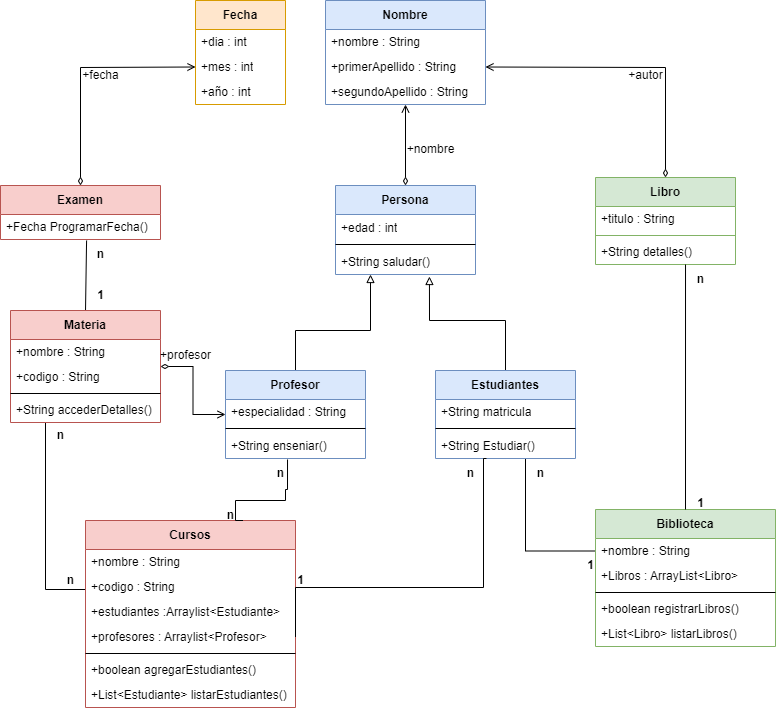 Fecha
+dia : int
+mes : int
+año : int
Nombre
+nombre : String
+primerApellido : String
+segundoApellido : String
+fecha
+autor
+nombre
Examen
+Fecha ProgramarFecha()
Persona
+edad : int
+String saludar()
Libro
+titulo : String
+String detalles()
n
1
n
Materia
+nombre : String
+codigo : String
+String accederDetalles()
+profesor
Profesor
+especialidad : String
+String enseniar()
Estudiantes
+String matricula
+String Estudiar()
n
n
n
n
n
1
Cursos
+nombre : String
+codigo : String
+estudiantes :Arraylist<Estudiante>
+profesores : Arraylist<Profesor>
+boolean agregarEstudiantes()
+List<Estudiante> listarEstudiantes()
n
1
1
Biblioteca
+nombre : String
+Libros : ArrayList<Libro>
+boolean registrarLibros()
+List<Libro> listarLibros()